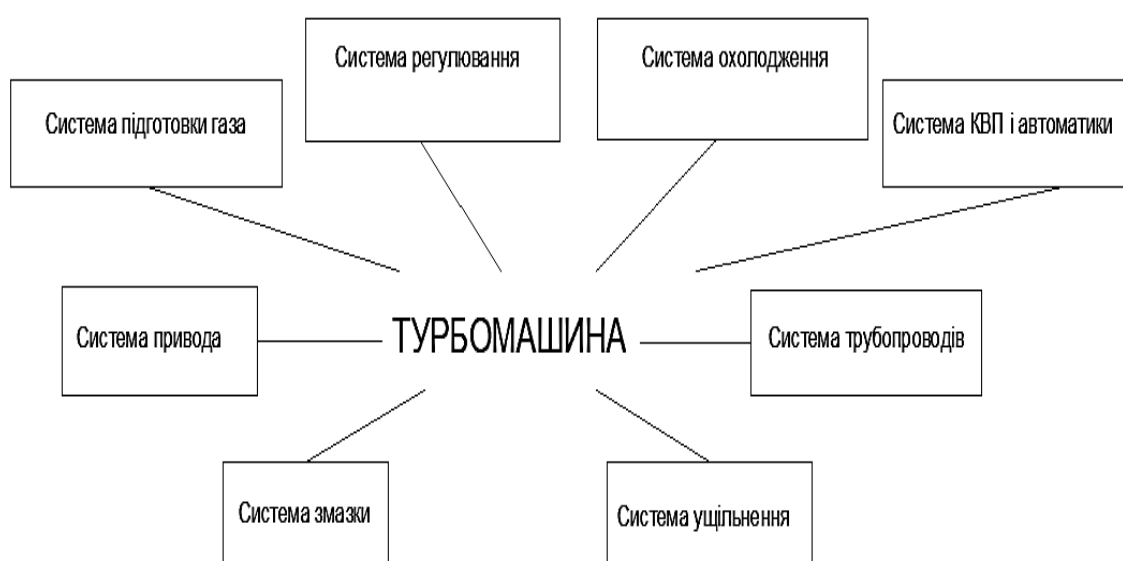 Система регулювання
Система охолодження
Система підготовки газа
Система КВП і автоматики
Система привода
ТУРБОМАШИНА
Система трубопроводів
Система змазки
Система ущільнення